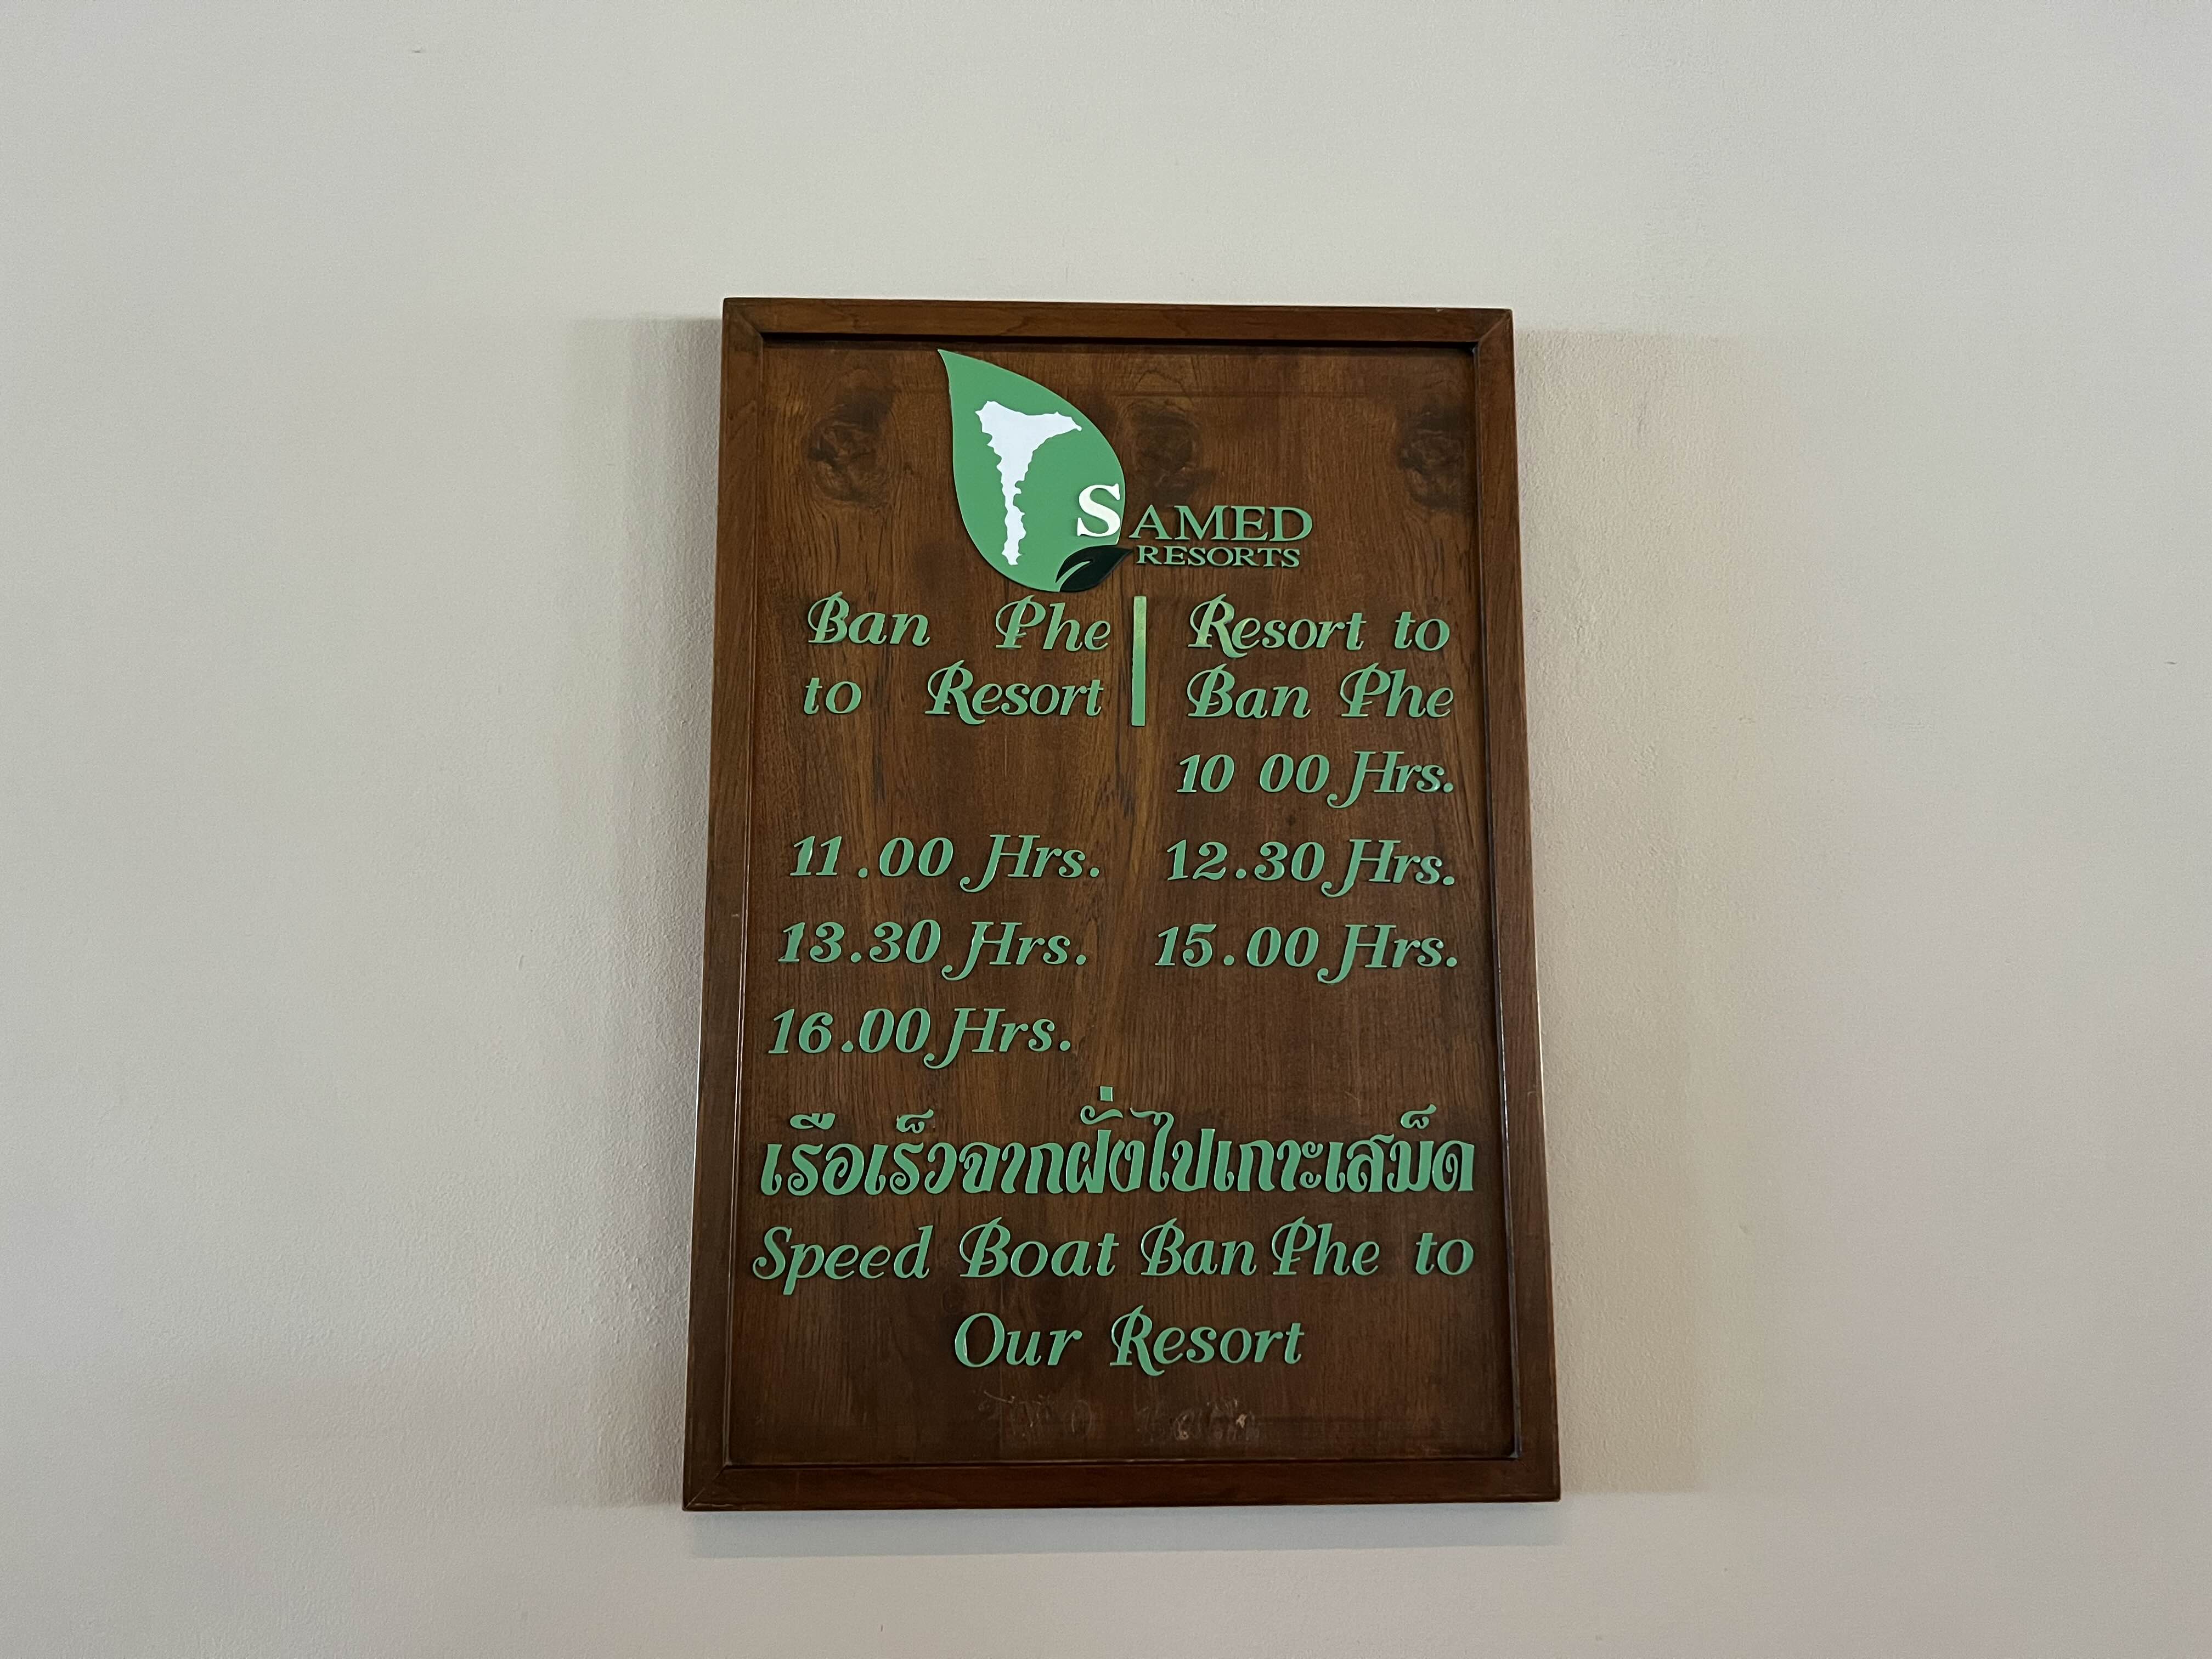 SAMED
RESORTS
Ban Phe
to Resort
Resort to
Ban Phe
10 00 Hrs.
11.00 Hrs. 12.30 Hrs.
13.30 Hrs. 15.00 Hrs.
16.00 Hrs.
เรือเร็วจากฝั่งไปเกาะเสม็ด
Speed Boat Ban Phe to
Our Resort